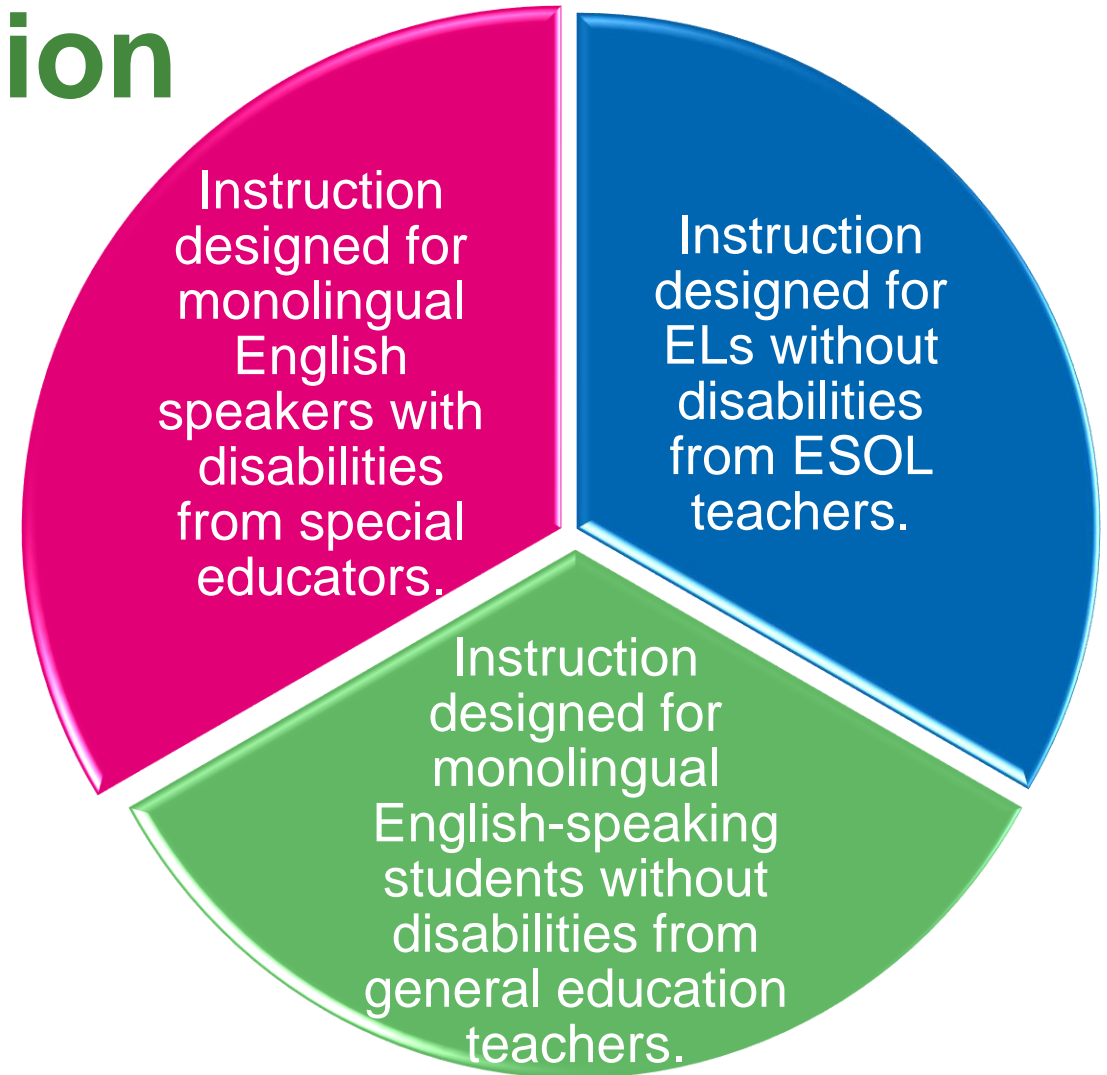 ion
Instruction
designed for
monolingual
English
speakers with
disabilities
from special
educators.
Instruction
designed for
ELs without
disabilities
from ESOL
teachers.
Instruction
designed for
monolingual
English-speaking
students without
disabilities from
general education
teachers.